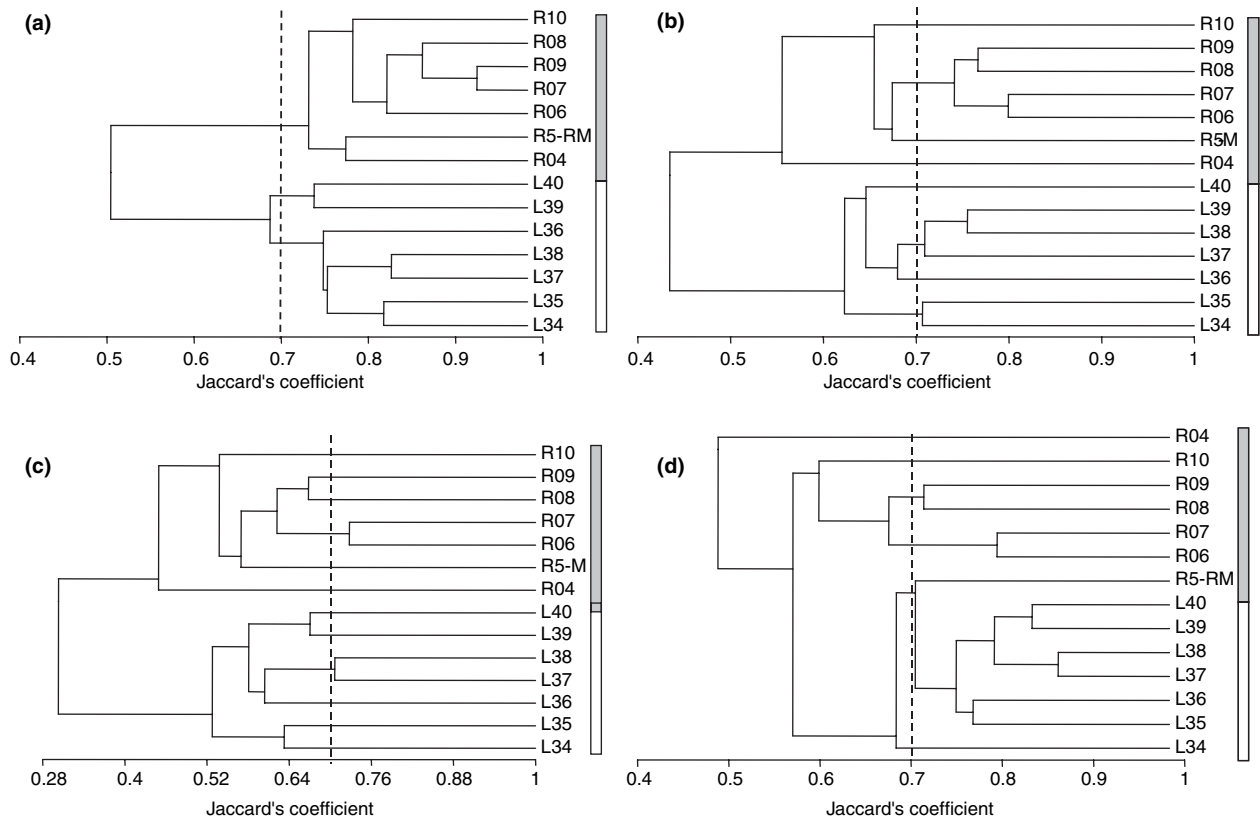 (a)
R10
R08
R09
R07
R06
R5-RM
R04
L40
L39
L36
L38
L37
L35
L34
0.4 0.5 0.6 0.7 0.8 0.9 1
Jaccard's coefficient
(b)
R10
R09
R08
R07
R06
R5M
R04
L40
L39
L38
L37
L36
L35
L34
0.4 0.5 0.6 0.7 0.8 0.9 1
Jaccard's coefficient
(c)
R10
R09
R08
R07
R06
R5-M
R04
L40
L39
L38
L37
L36
L35
L34
0.28 0.4 0.52 0.64 0.76 0.88 1
Jaccard's coefficient
(d)
R04
R10
R09
R08
R07
R06
R5-RM
L40
L39
L38
L37
L36
L35
L34
0.4 0.5 0.6 0.7 0.8 0.9 1
Jaccard's coefficient